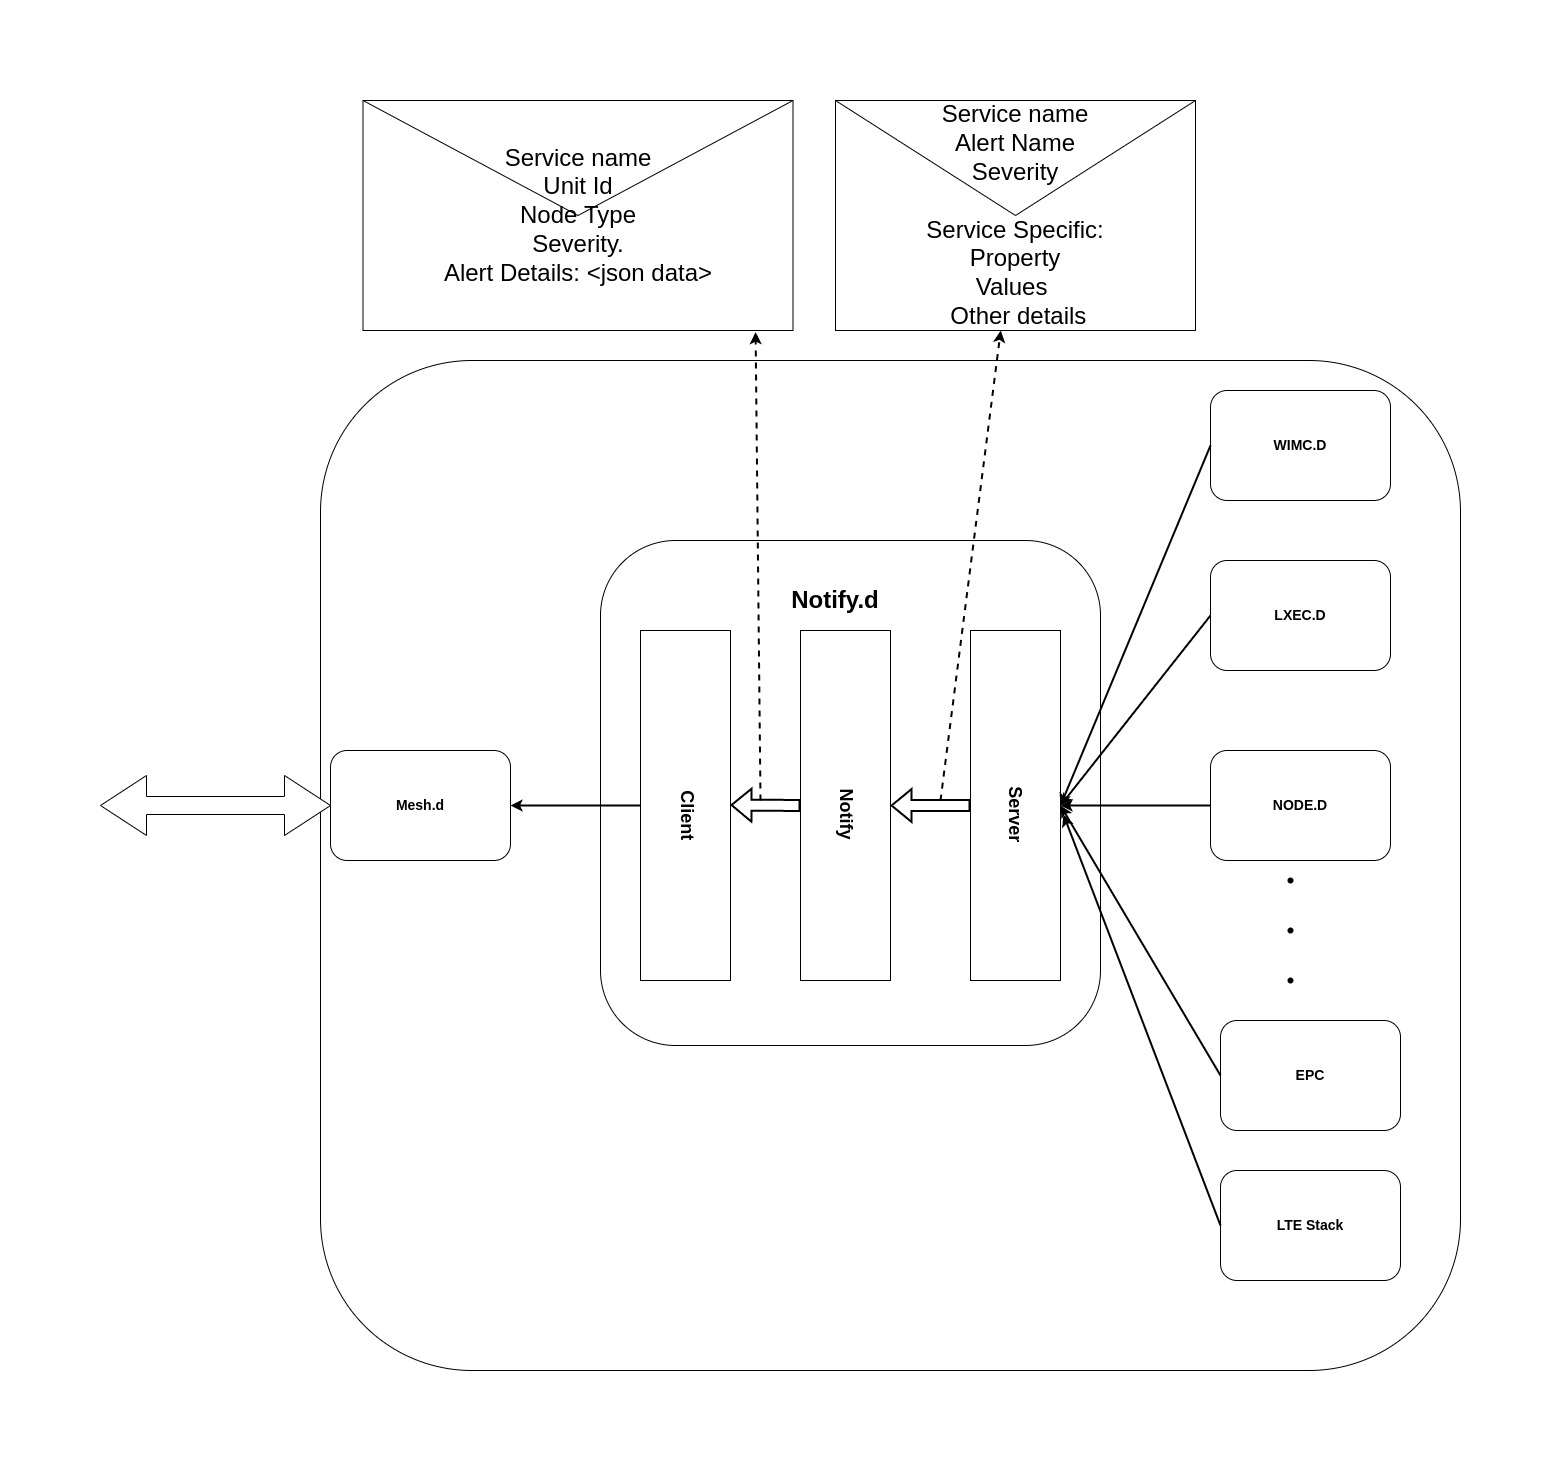 Service name
Unit Id
Node Type
Severity.
Alert Details: <json data>
Service name
Alert Name
Severity
Service Specific:
Property
Values
Other details
WIMC.D
LXEC.D
Notify.d
Mesh.d
Client
Notify
Server
NODE.D
EPC
LTE Stack